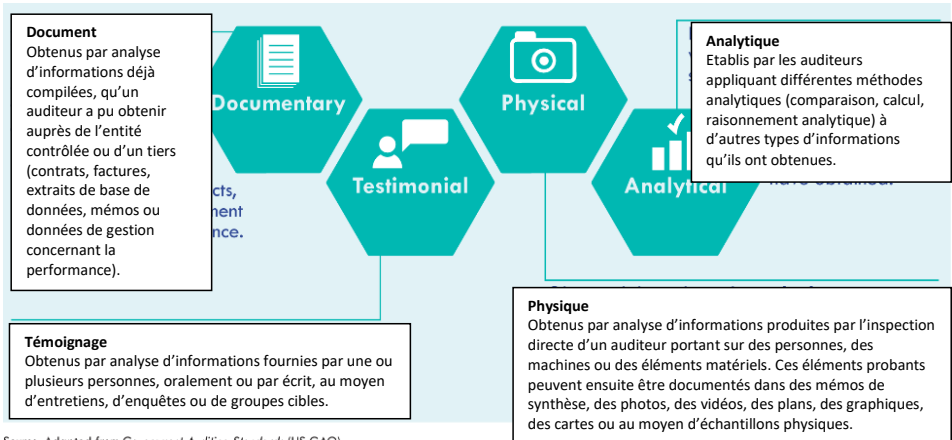 Document
Obtenus par analyse
d'informations déjà
compilées, qu'un
auditeur a pu obtenir
auprès de l'entité
contrôlée ou d'un tiers
(contrats, factures,
extraits de base de
données, mémos ou
données de gestion
concernant la
performance).
Documentary
Testimonial
Physical
Analytical
Analytique
Etablis par les auditeurs
appliquant différentes méthodes
analytiques (comparaison, calcul,
raisonnement analytique) à
d'autres types d'informations
qu'ils ont obtenues.
Témoignage
Obtenus par analyse d'informations fournies par une ou
plusieurs personnes, oralement ou par écrit, au moyen
d'entretiens, d'enquêtes ou de groupes cibles.
Physique
Obtenus par analyse d'informations produites par l'inspection
directe d'un auditeur portant sur des personnes, des
machines ou des éléments matériels. Ces éléments probants
peuvent ensuite être documentés dans des mémos de
synthèse, des photos, des vidéos, des plans, des graphiques,
des cartes ou au moyen d'échantillons physiques.